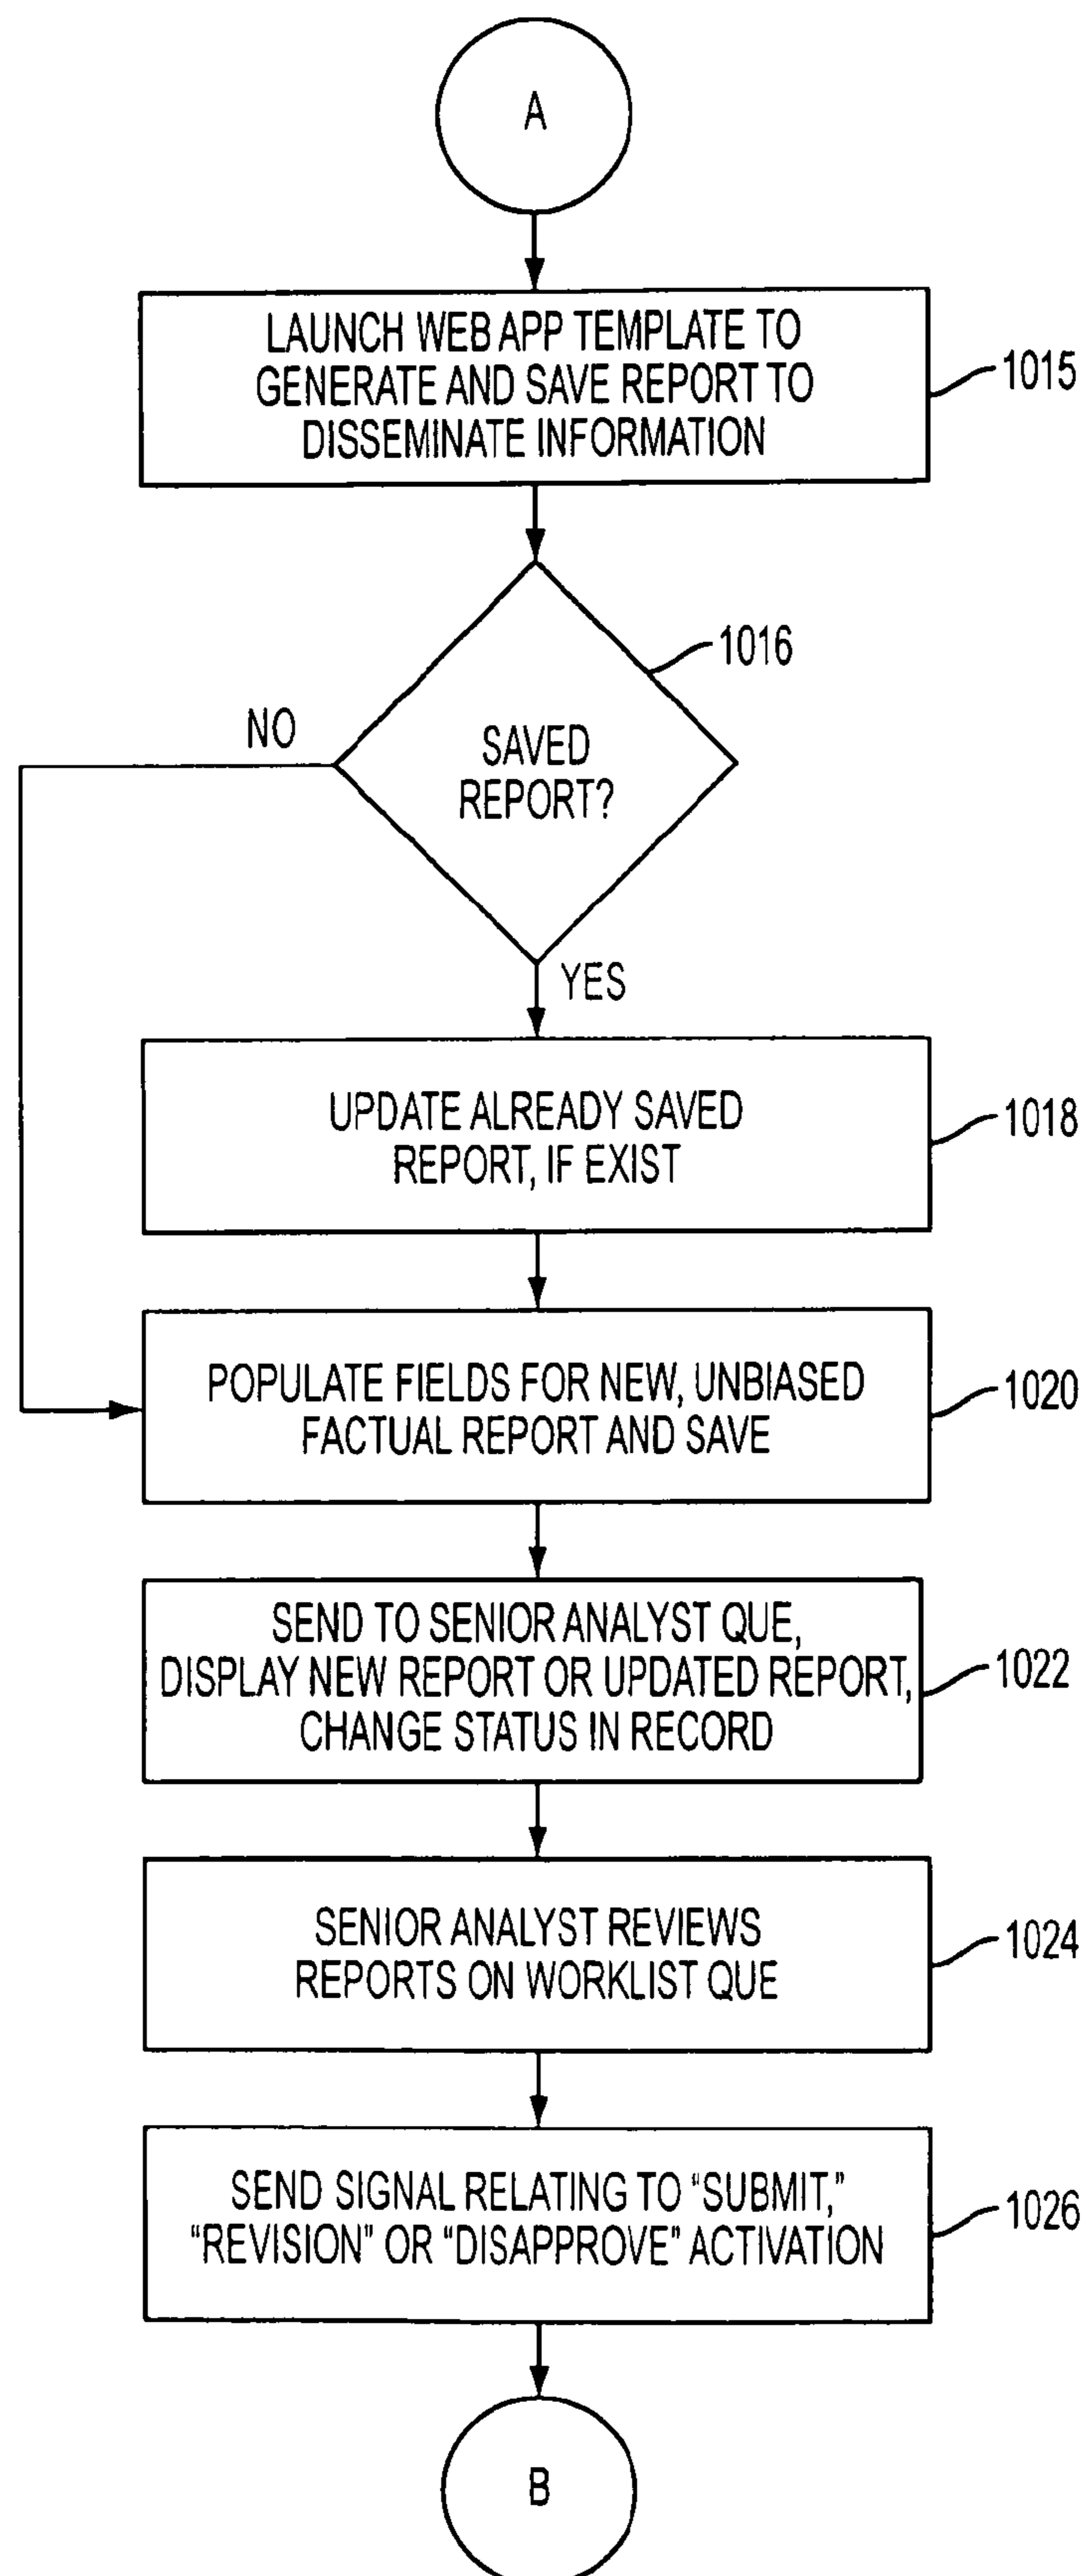 A
LAUNCH WEB APP TEMPLATE TO
GENERATE AND SAVE REPORT TO
DISSEMINATE INFORMATION
1015
1016
NO
SAVED
REPORT?
YES
UPDATE ALREADY SAVED
REPORT, IF EXIST
1018
POPULATE FIELDS FOR NEW, UNBIASED
FACTUAL REPORT AND SAVE
1020
SEND TO SENIOR ANALYST QUE,
DISPLAY NEW REPORT OR UPDATED REPORT,
CHANGE STATUS IN RECORD
1022
SENIOR ANALYST REVIEWS
REPORTS ON WORKLIST QUE
1024
SEND SIGNAL RELATING TO “SUBMIT,”
“REVISION” OR “DISAPPROVE” ACTIVATION
1026
B